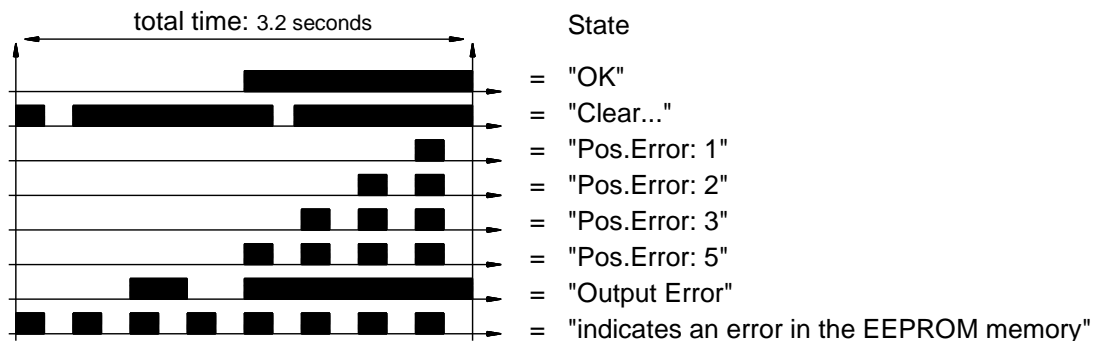 total time: 3.2 seconds State
= "OK"
= "Clear..."
= "Pos.Error: 1"
= "Pos.Error: 2"
= "Pos.Error: 3"
= "Pos.Error: 5"
= "Output Error"
= "indicates an error in the EEPROM memory"